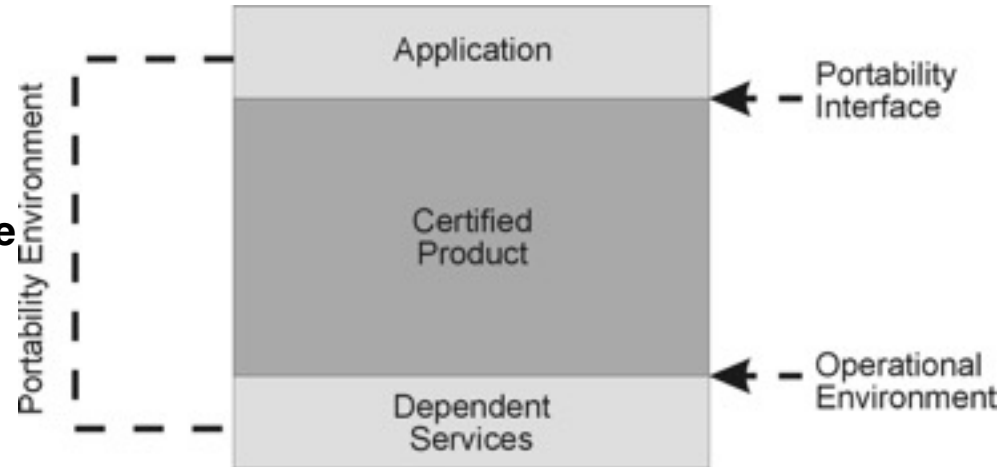 Application
Portability
Interface
e
Portability Environment
Certified
Product
Operational
Environment
Dependent
Services